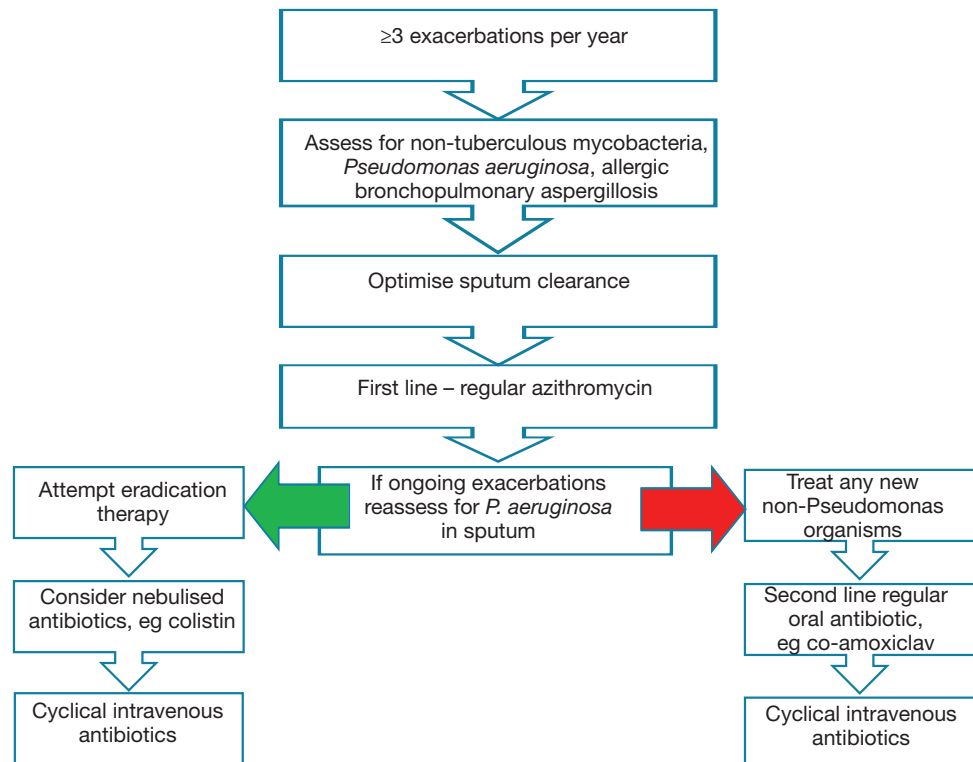 ≥3 exacerbations per year
Assess for non-tuberculous mycobacteria,
Pseudomonas aeruginosa, allergic
bronchopulmonary aspergillosis
Optimise sputum clearance
First line – regular azithromycin
If ongoing exacerbations
reassess for P. aeruginosa
in sputum
Attempt eradication
therapy
Consider nebulised
antibiotics, eg colistin
Cyclical intravenous
antibiotics
Treat any new
non-Pseudomonas
organisms
Second line regular
oral antibiotic,
eg co-amoxiclav
Cyclical intravenous
antibiotics